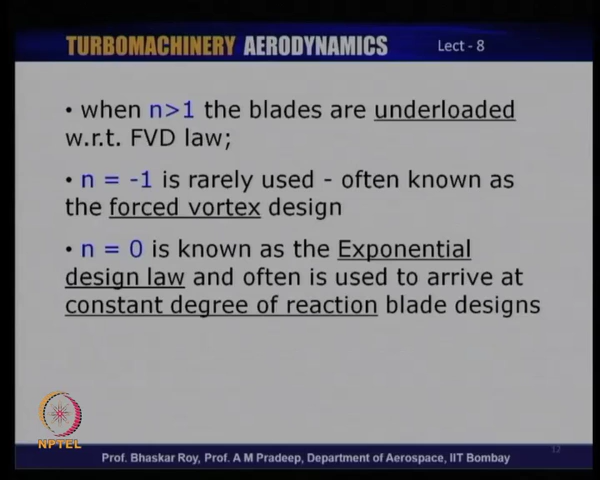 TURBOMACHINERY AERODYNAMICS Lect - 8
• when n>1 the blades are underloaded
w.r.t. FVD law;
• n = -1 is rarely used - often known as
the forced vortex design
• n = 0 is known as the Exponential
design law and often is used to arrive at
constant degree of reaction blade designs
NPTEL
Prof. Bhaskar Roy, Prof. A M Pradeep, Department of Aerospace, IIT Bombay
12